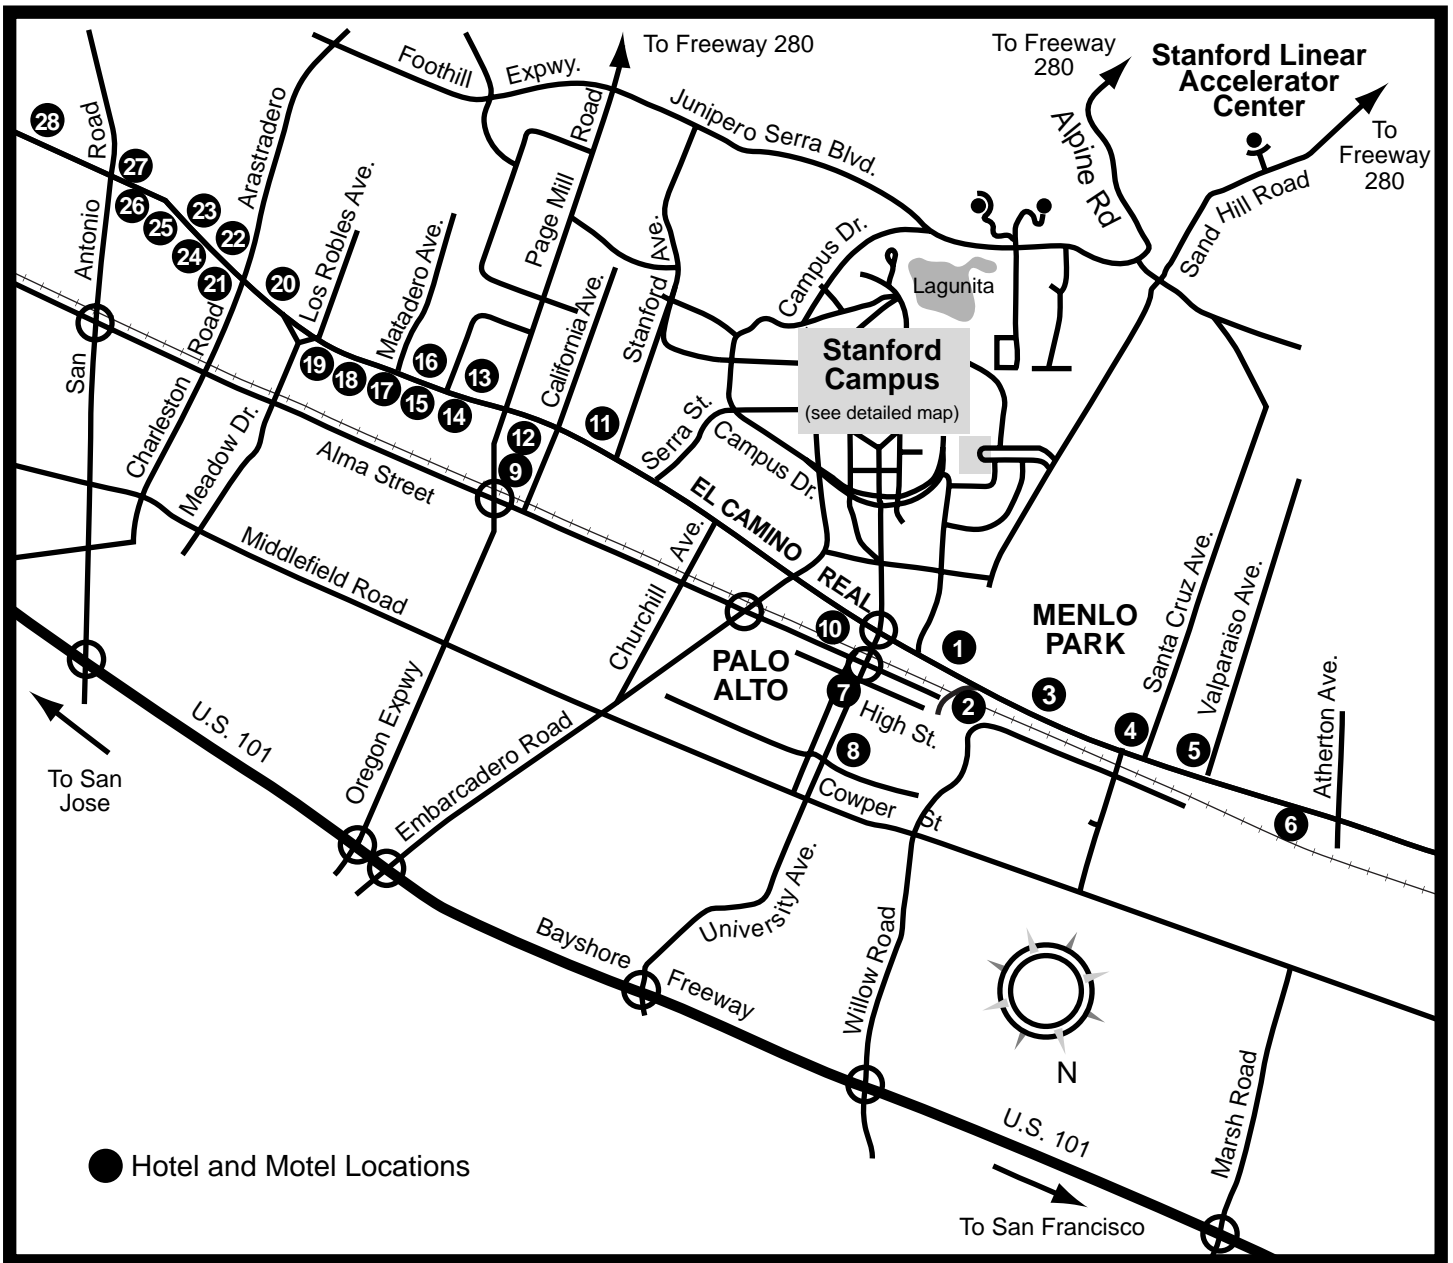 To Freeway 280
To Freeway
280
Stanford Linear
Accelerator
Center
To
Freeway
280
Foothill
Expwy.
Junipero Serra Blvd.
Alpine Rd
Sand Hill Road
28
Road
27
26
25
24
23
22
21
20
Arastradero
Los Robles Ave.
Matadero Ave.
Page Mill
Road
California Ave.
Stanford
Ave.
Campus Dr.
Lagunita
Stanford
Campus
(see detailed map)
San
Antonio
Charleston
Road
Meadow Dr.
19
18
17
16
15
14
13
12
9
11
Serra St.
Campus Dr.
Alma Street
EL CAMINO
REAL
Middlefield Road
Churchill
Ave.
10
1
MENLO
PARK
PALO
ALTO
7
2
3
4
5
6
8
High St.
Cowper
St
Santa Cruz Ave.
Valparaiso Ave.
Atherton Ave.
To San
Jose
U.S. 101
Oregon Expwy
Embarcadero Road
University Ave.
Willow Road
Bayshore
Freeway
N
Marsh Road
U.S. 101
To San Francisco
Hotel and Motel Locations